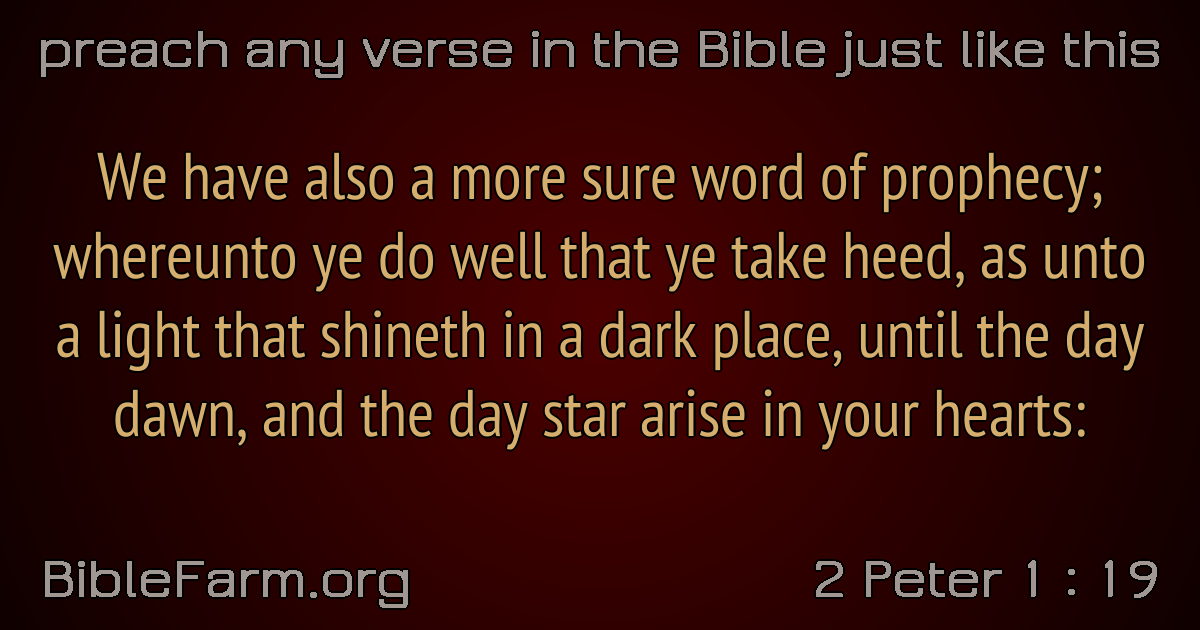 preach any verse in the Bible just like this
We have also a more sure word of prophecy;
whereunto ye do well that ye take heed, as unto
a light that shineth in a dark place, until the day
dawn, and the day star arise in your hearts:
BibleFarm.org
2 Peter 1 : 19